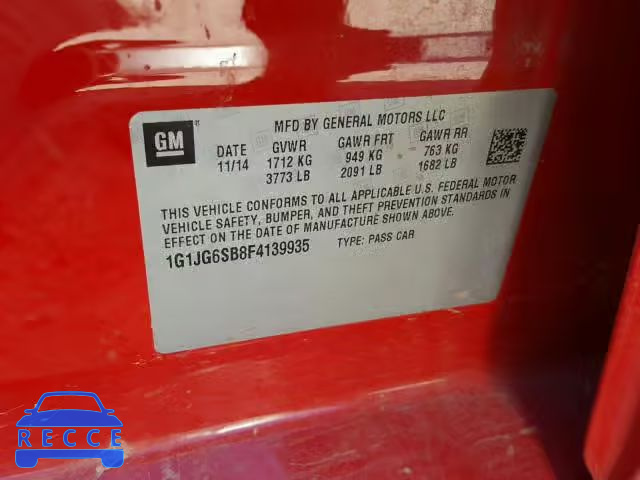 GM
MFD BY GENERAL MOTORS LLC
DATE GVWR GAWR FRT GAWR RR
11/14 1712 KG 949 KG 763 KG
3773 LB 2091 LB 1682 LB
THIS VEHICLE CONFORMS TO ALL APPLICABLE U.S. FEDERAL MOTOR
VEHICLE SAFETY, BUMPER, AND THEFT PREVENTION STANDARDS IN
EFFECT ON THE DATE OF MANUFACTURE SHOWN ABOVE.
1G1JG6SB8F4139935 TYPE: PASS CAR
RECCE